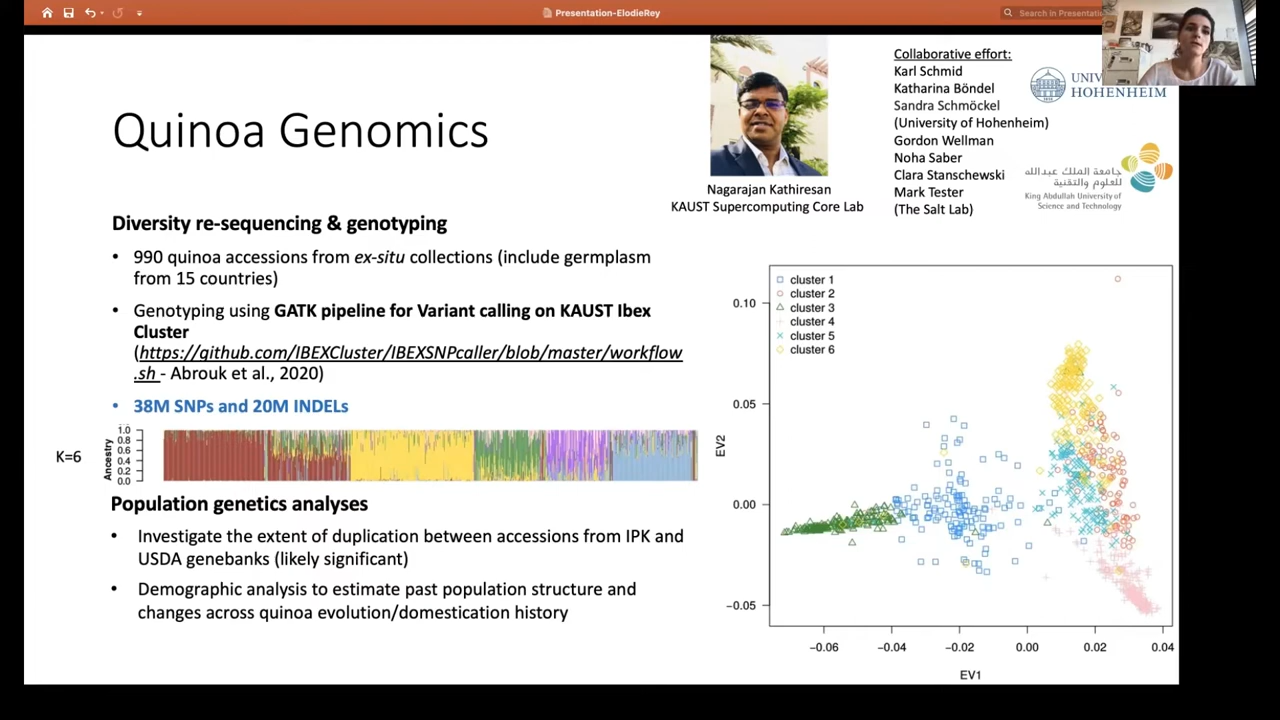 Presentation-ElodieRey
Search in Presentatio
Quinoa Genomics
Nagarajan Kathiresan
KAUST Supercomputing Core Lab
Collaborative effort:
Karl Schmid
Katharina Böndel
Sandra Schmöckel
(University of Hohenheim)
Gordon Wellman
Noha Saber
Clara Stanschewski
Mark Tester
(The Salt Lab)
UNIV
HOHENHEIM
جامعة الملك عبدالله
للعلوم والتقنية
King Abdullah University of
Science and Technology
Diversity re-sequencing & genotyping
• 990 quinoa accessions from ex-situ collections (include germplasm
from 15 countries)
• Genotyping using GATK pipeline for Variant calling on KAUST Ibex
Cluster
(https://github.com/IBEXCluster/IBEXSNPcaller/blob/master/workflow
.sh - Abrouk et al., 2020)
• 38M SNPs and 20M INDELs
K=6
Ancestry
1.0
0.8
0.6
0.4
0.2
0.0
Population genetics analyses
• Investigate the extent of duplication between accessions from IPK and
USDA genebanks (likely significant)
• Demographic analysis to estimate past population structure and
changes across quinoa evolution/domestication history
cluster 1
cluster 2
cluster 3
cluster 4
cluster 5
cluster 6
EV2
0.10
0.05
0.00
−0.05
−0.06 −0.04 −0.02 0.00 0.02 0.04
EV1